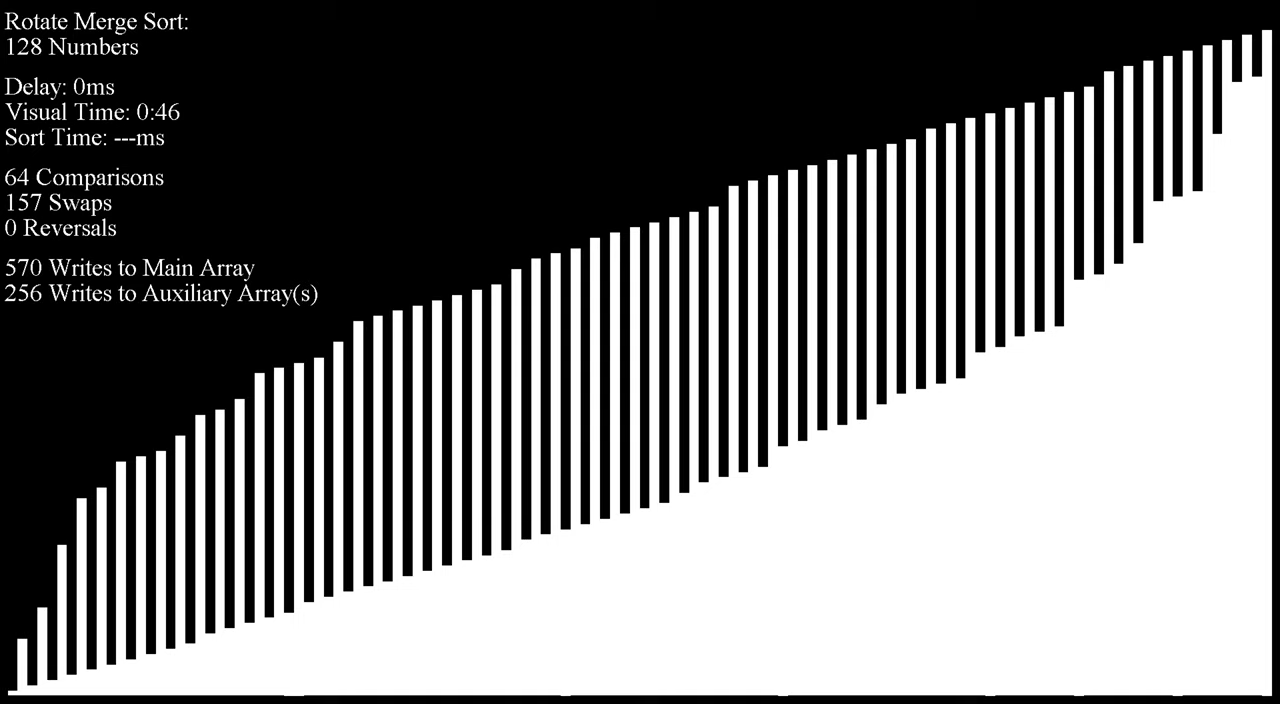 Rotate Merge Sort:
128 Numbers
Delay: 0ms
Visual Time: 0:46
Sort Time: ---ms
64 Comparisons
157 Swaps
0 Reversals
570 Writes to Main Array
256 Writes to Auxiliary Array(s)